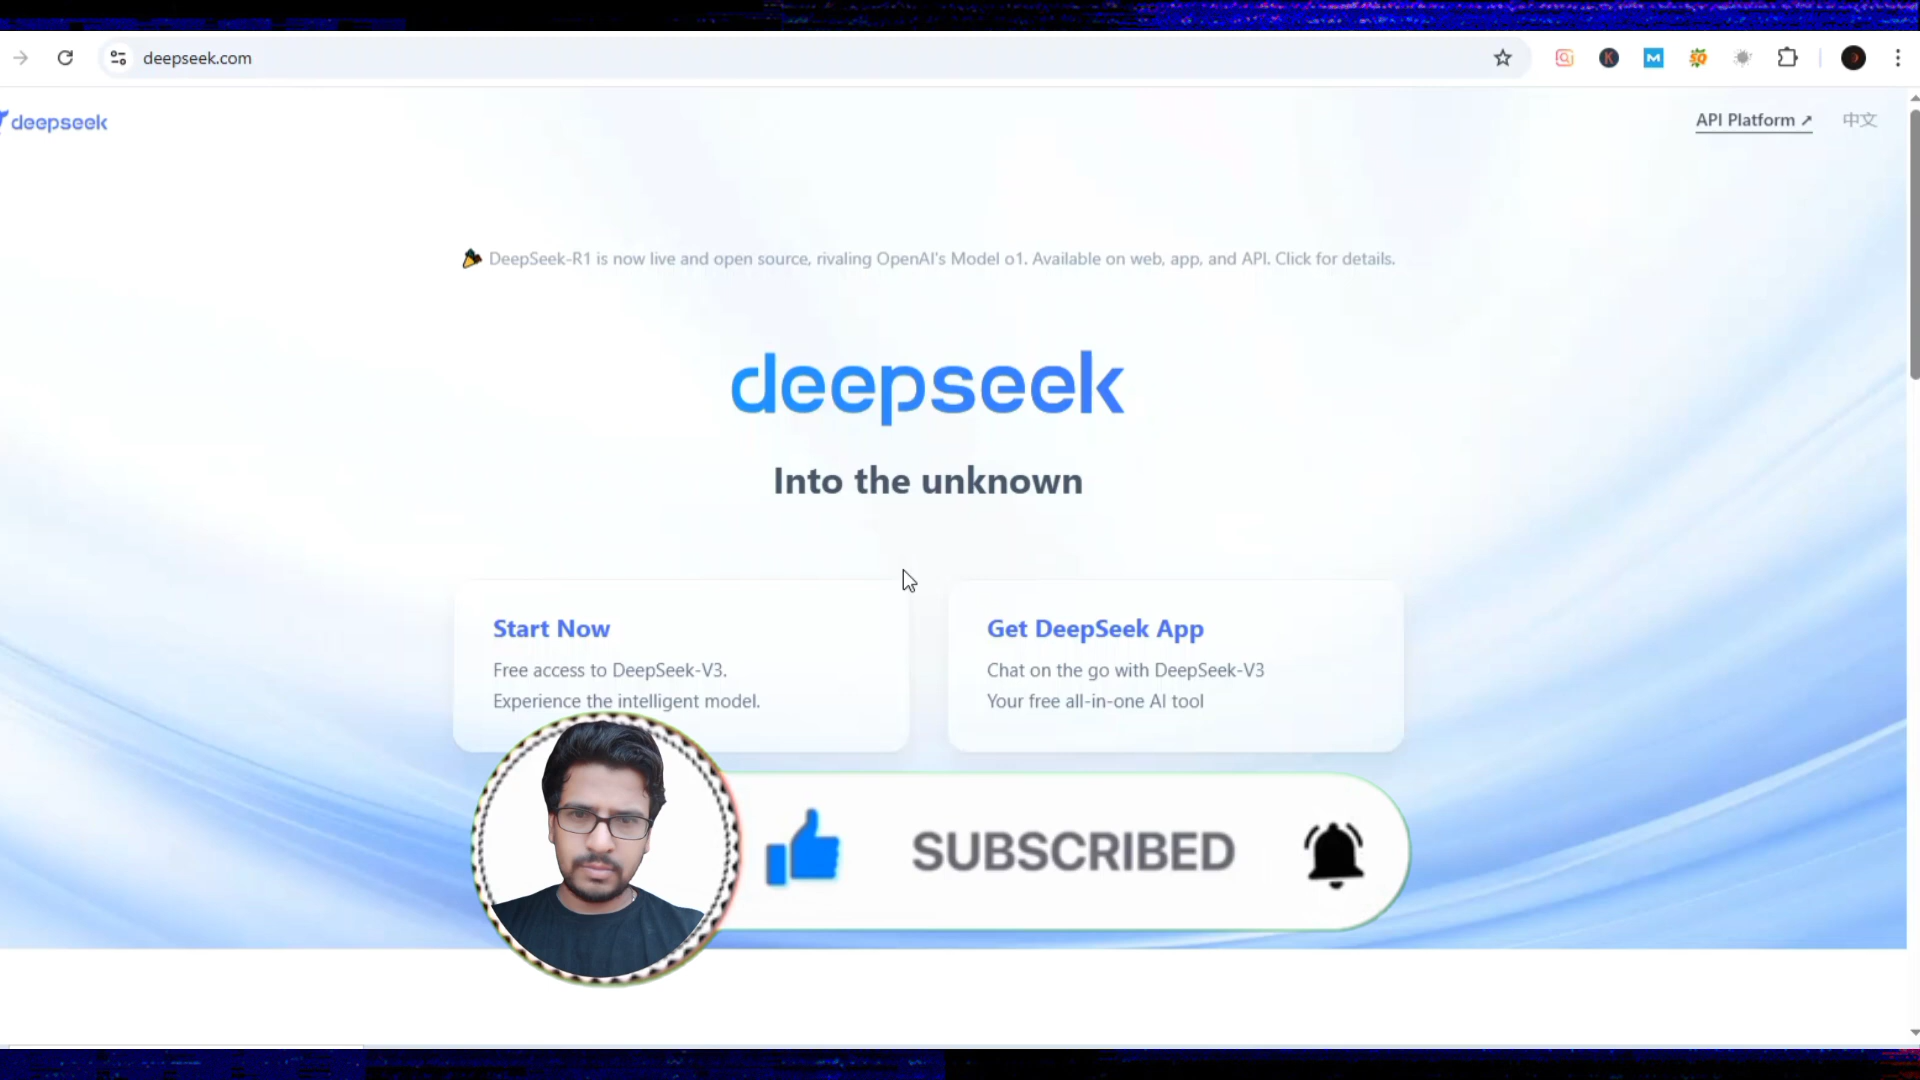 deepseek.com
deepseek
API Platform ↗
中文
DeepSeek-R1 is now live and open source, rivaling OpenAI's Model o1. Available on web, app, and API. Click for details.
deepseek
Into the unknown
Start Now
Free access to DeepSeek-V3.
Experience the intelligent model.
Get DeepSeek App
Chat on the go with DeepSeek-V3
Your free all-in-one AI tool
SUBSCRIBED